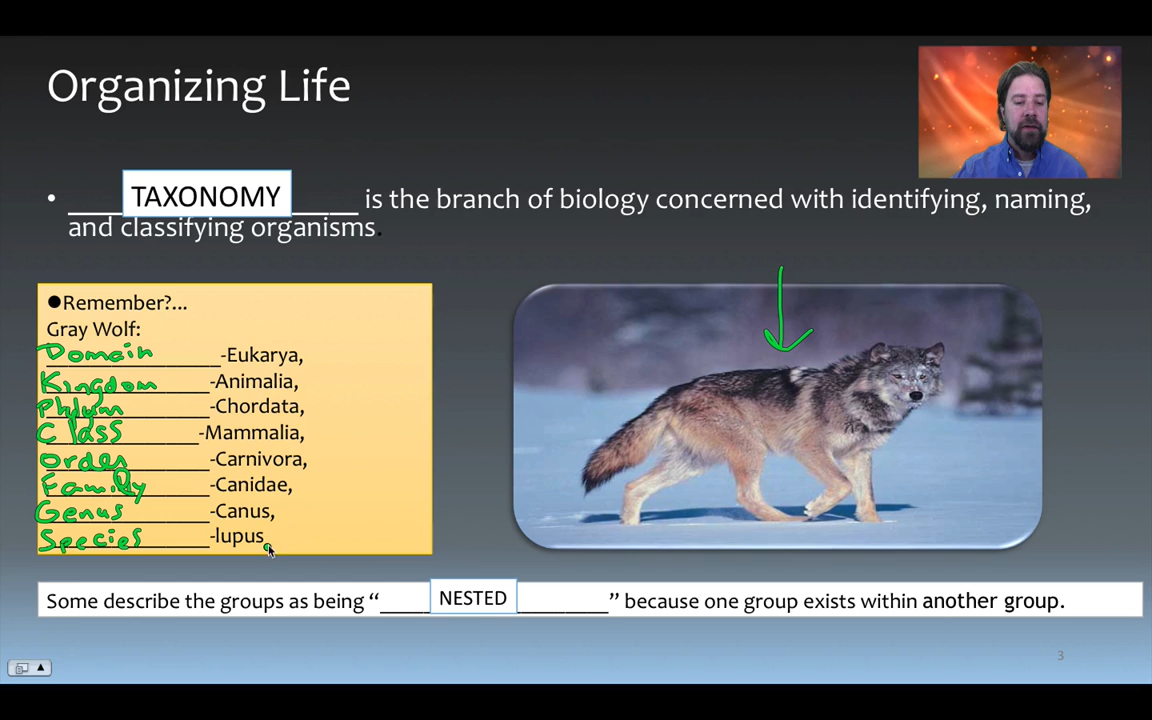 Organizing Life
• ____TAXONOMY____ is the branch of biology concerned with identifying, naming,
and classifying organisms.
●Remember?...
Gray Wolf:
Domain -Eukarya,
Kingdom -Animalia,
Phylum -Chordata,
Class -Mammalia,
Order -Carnivora,
Family -Canidae,
Genus -Canus,
Species -lupus
Some describe the groups as being “____NESTED________” because one group exists within another group.
3